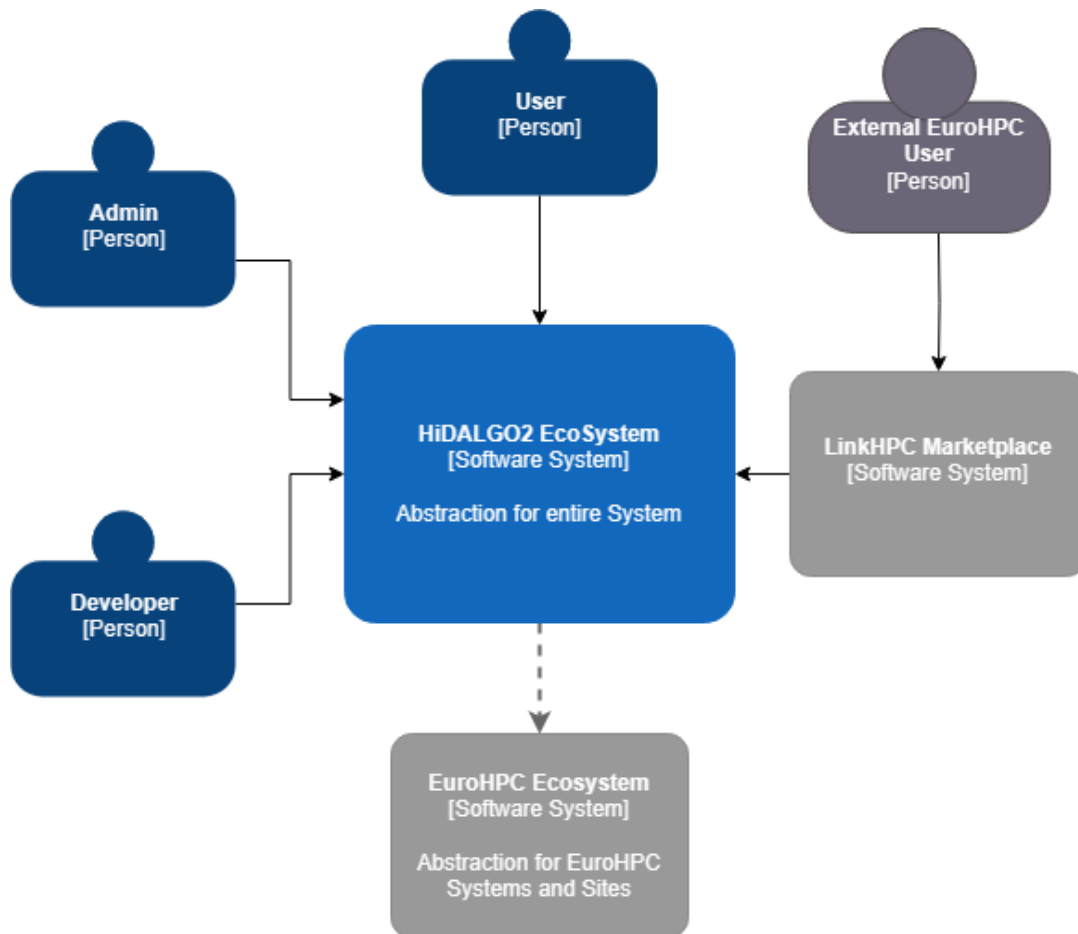 User
[Person]
External EuroHPC
User
[Person]
Admin
[Person]
HiDALGO2 EcoSystem
[Software System]
Abstraction for entire System
LinkHPC Marketplace
[Software System]
Developer
[Person]
EuroHPC Ecosystem
[Software System]
Abstraction for EuroHPC
Systems and Sites